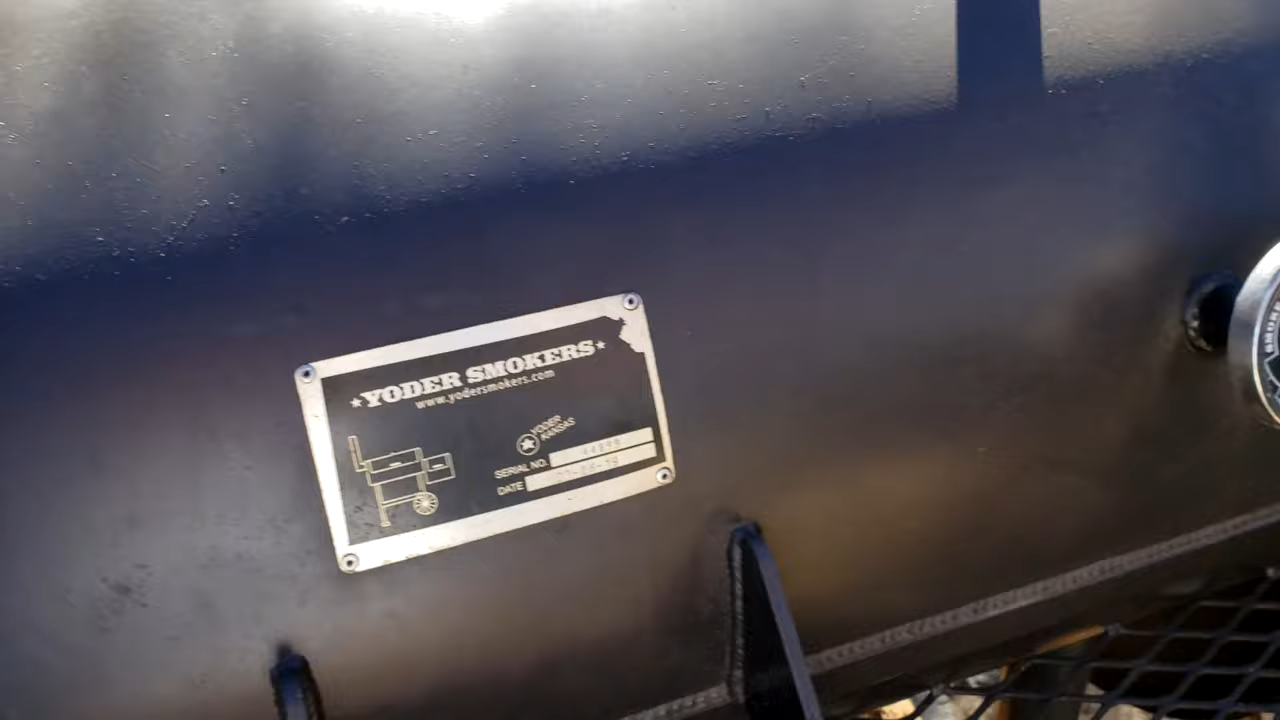 ★YODER SMOKERS★
www.yodersmokers.com
YODER
KANSAS
SERIAL NO.
DATE